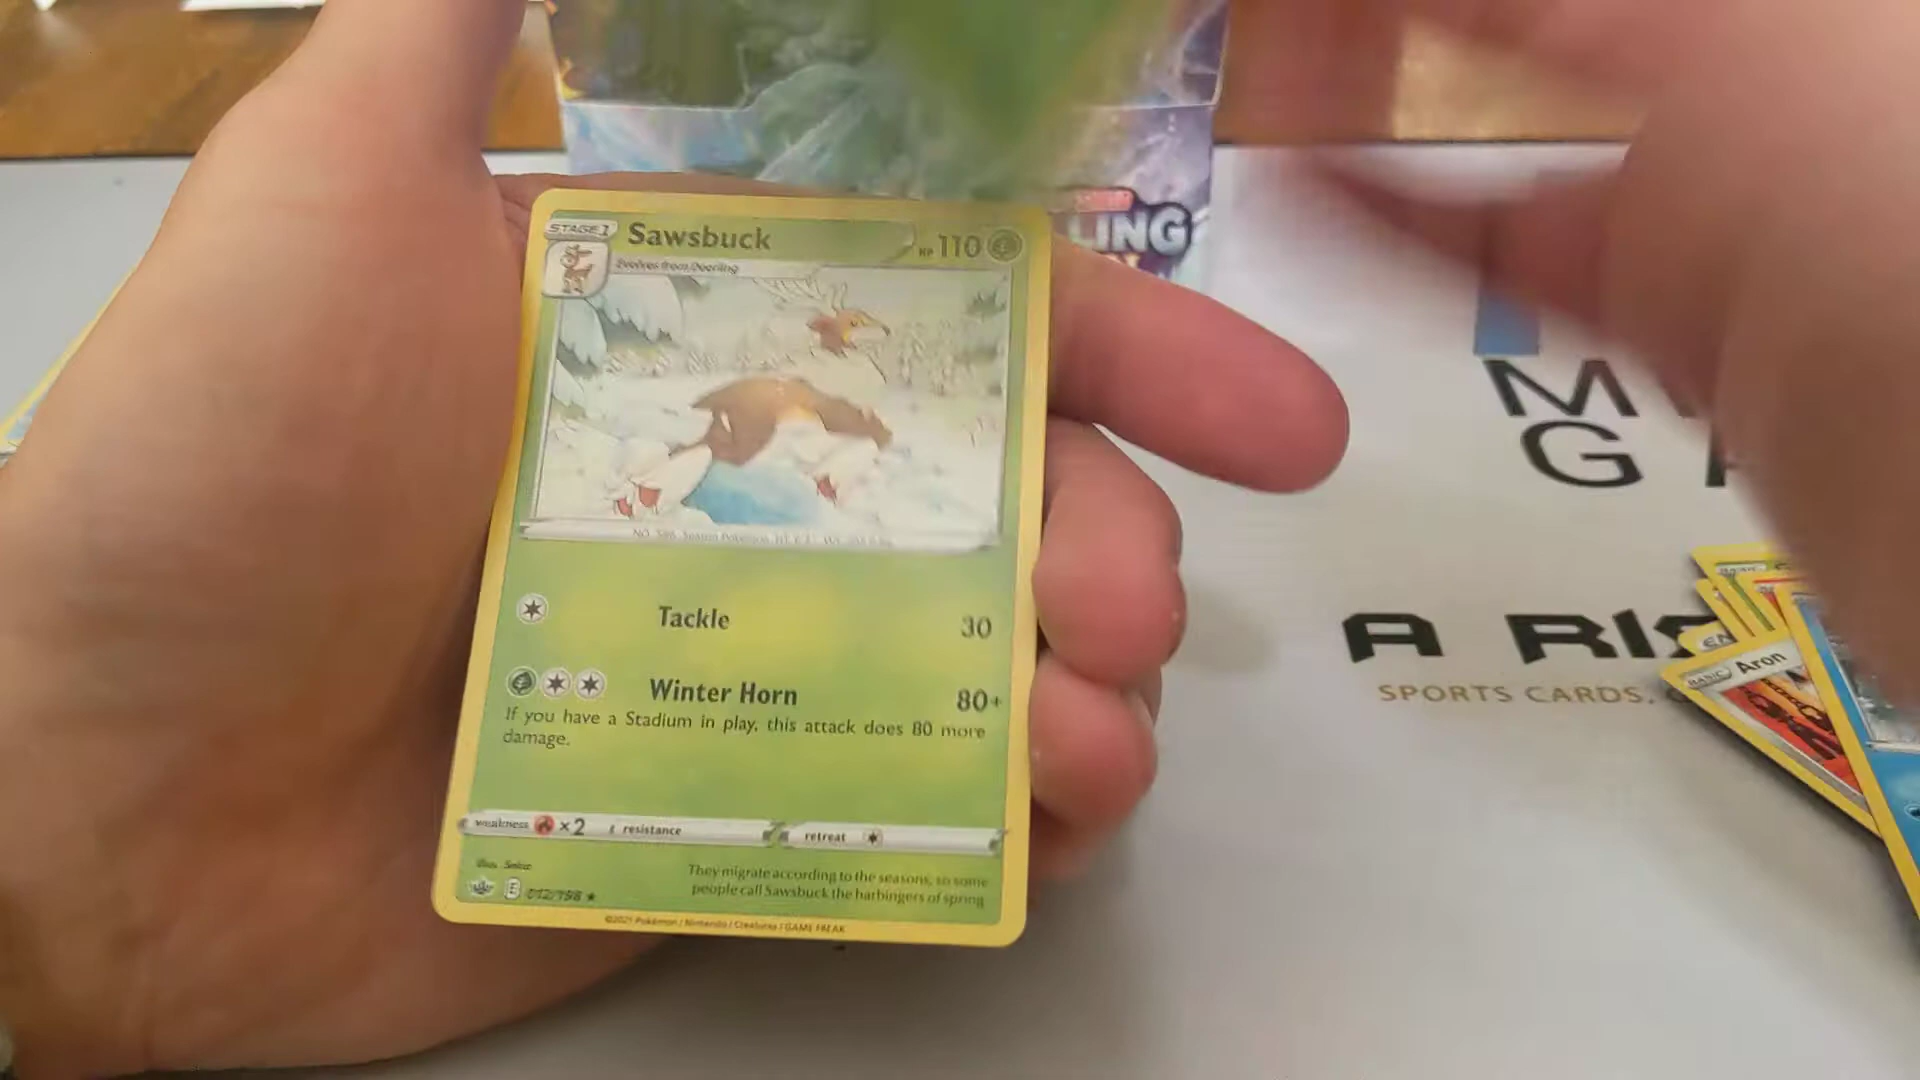 STAGE 1
Sawsbuck
HP 110
Evolves from Deerling
LING
Tackle 30
Winter Horn 80+
If you have a Stadium in play, this attack does 80 more
damage.
weakness ×2 resistance retreat
They migrate according to the seasons, so some
people call Sawsbuck the harbingers of spring
E 012/198
©2021 Pokémon / Nintendo / Creatures / GAME FREAK
M
G
A RIS
SPORTS CARDS,
BASIC
BASIC Aron